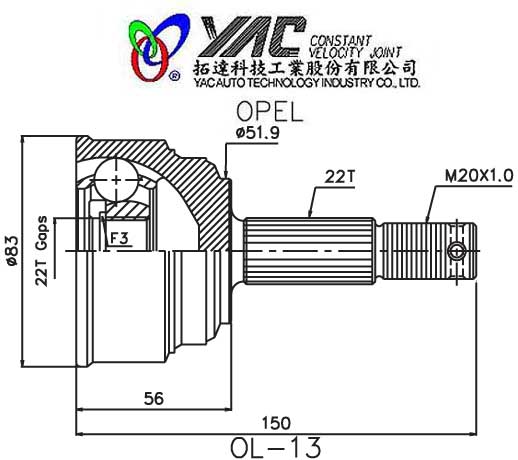 YAC CONSTANT
VELOCITY JOINT
®
拓達科技工業股份有限公司
YAC AUTO TECHNOLOGY INDUSTRY CO., LTD.
OPEL
ø51.9
22T
M20X1.0
ø83
22T Gaps
F3
56
150
OL-13